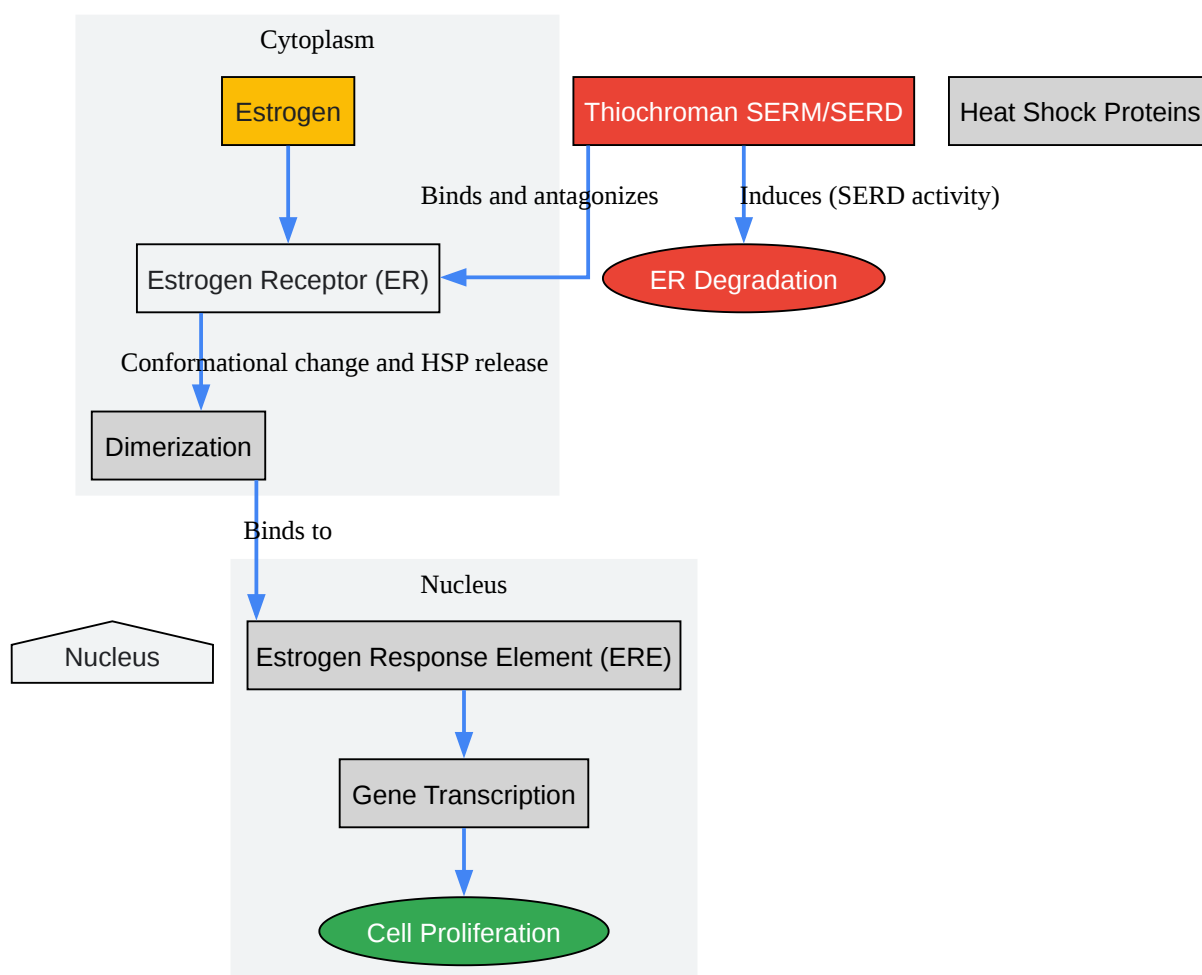 Cytoplasm
Estrogen
Thiochroman SERM/SERD
Heat Shock Proteins
Binds and antagonizes
Induces (SERD activity)
Estrogen Receptor (ER)
ER Degradation
Conformational change and HSP release
Dimerization
Binds to
Nucleus
Nucleus
Estrogen Response Element (ERE)
Gene Transcription
Cell Proliferation